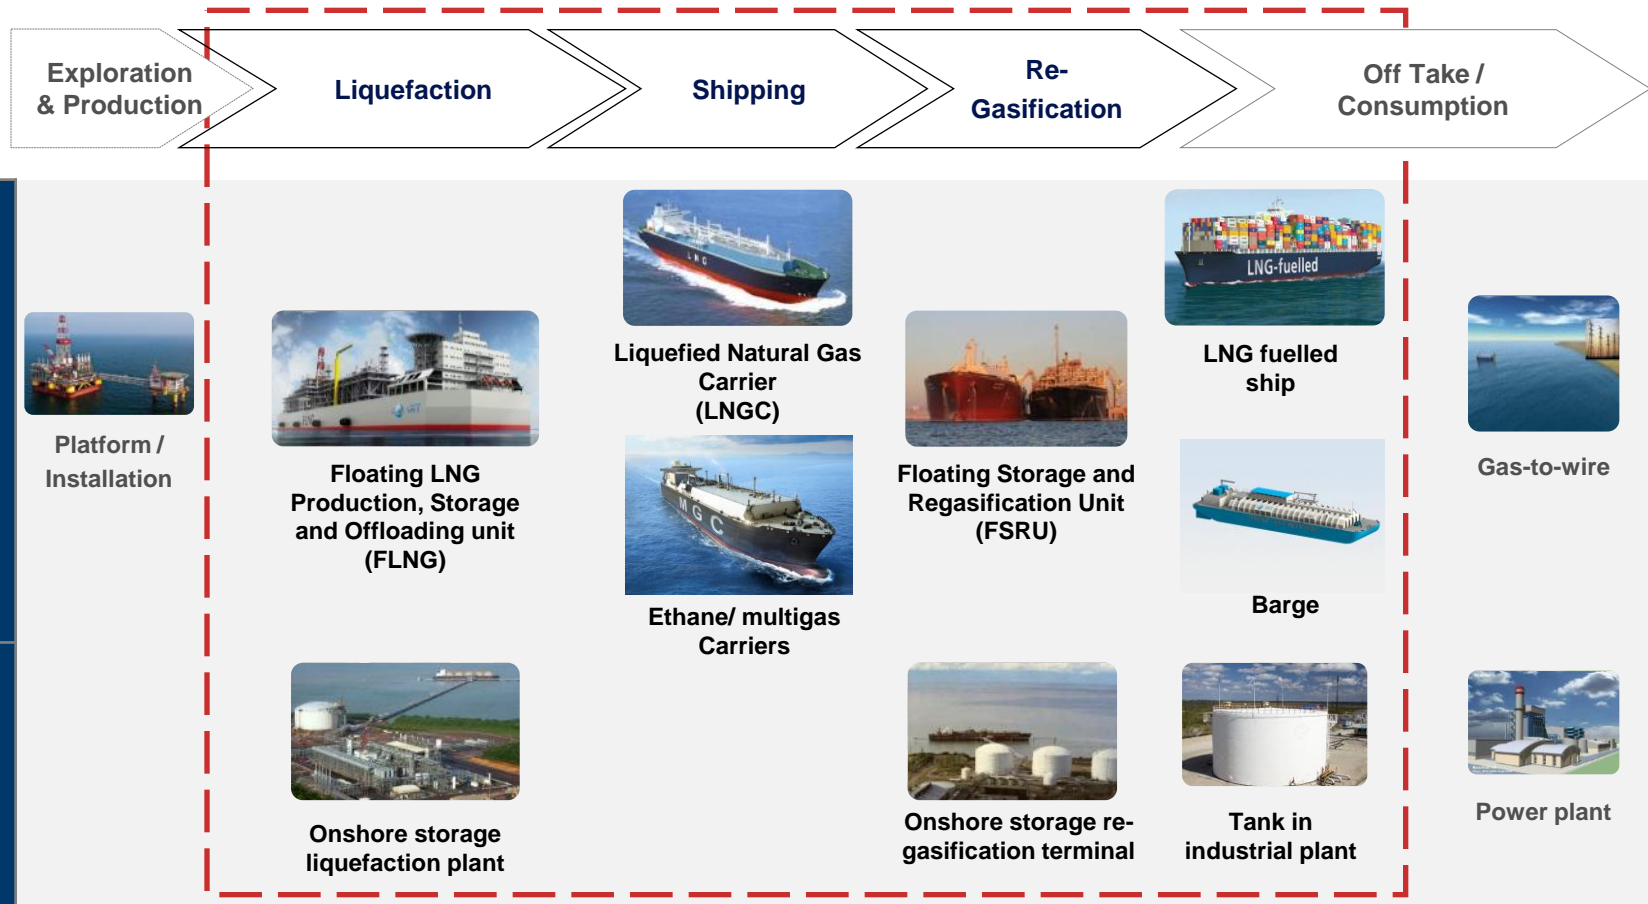 Exploration
& Production
Liquefaction
Shipping
Re-
Gasification
Off Take /
Consumption
LNG
LNG-fuelled
Liquefied Natural Gas
Carrier
(LNGC)
LNG fuelled
ship
Platform /
Installation
Floating LNG
Production, Storage
and Offloading unit
(FLNG)
MGC
Floating Storage and
Regasification Unit
(FSRU)
Gas-to-wire
Ethane/ multigas
Carriers
Barge
Onshore storage
liquefaction plant
Onshore storage re-
gasification terminal
Tank in
industrial plant
Power plant